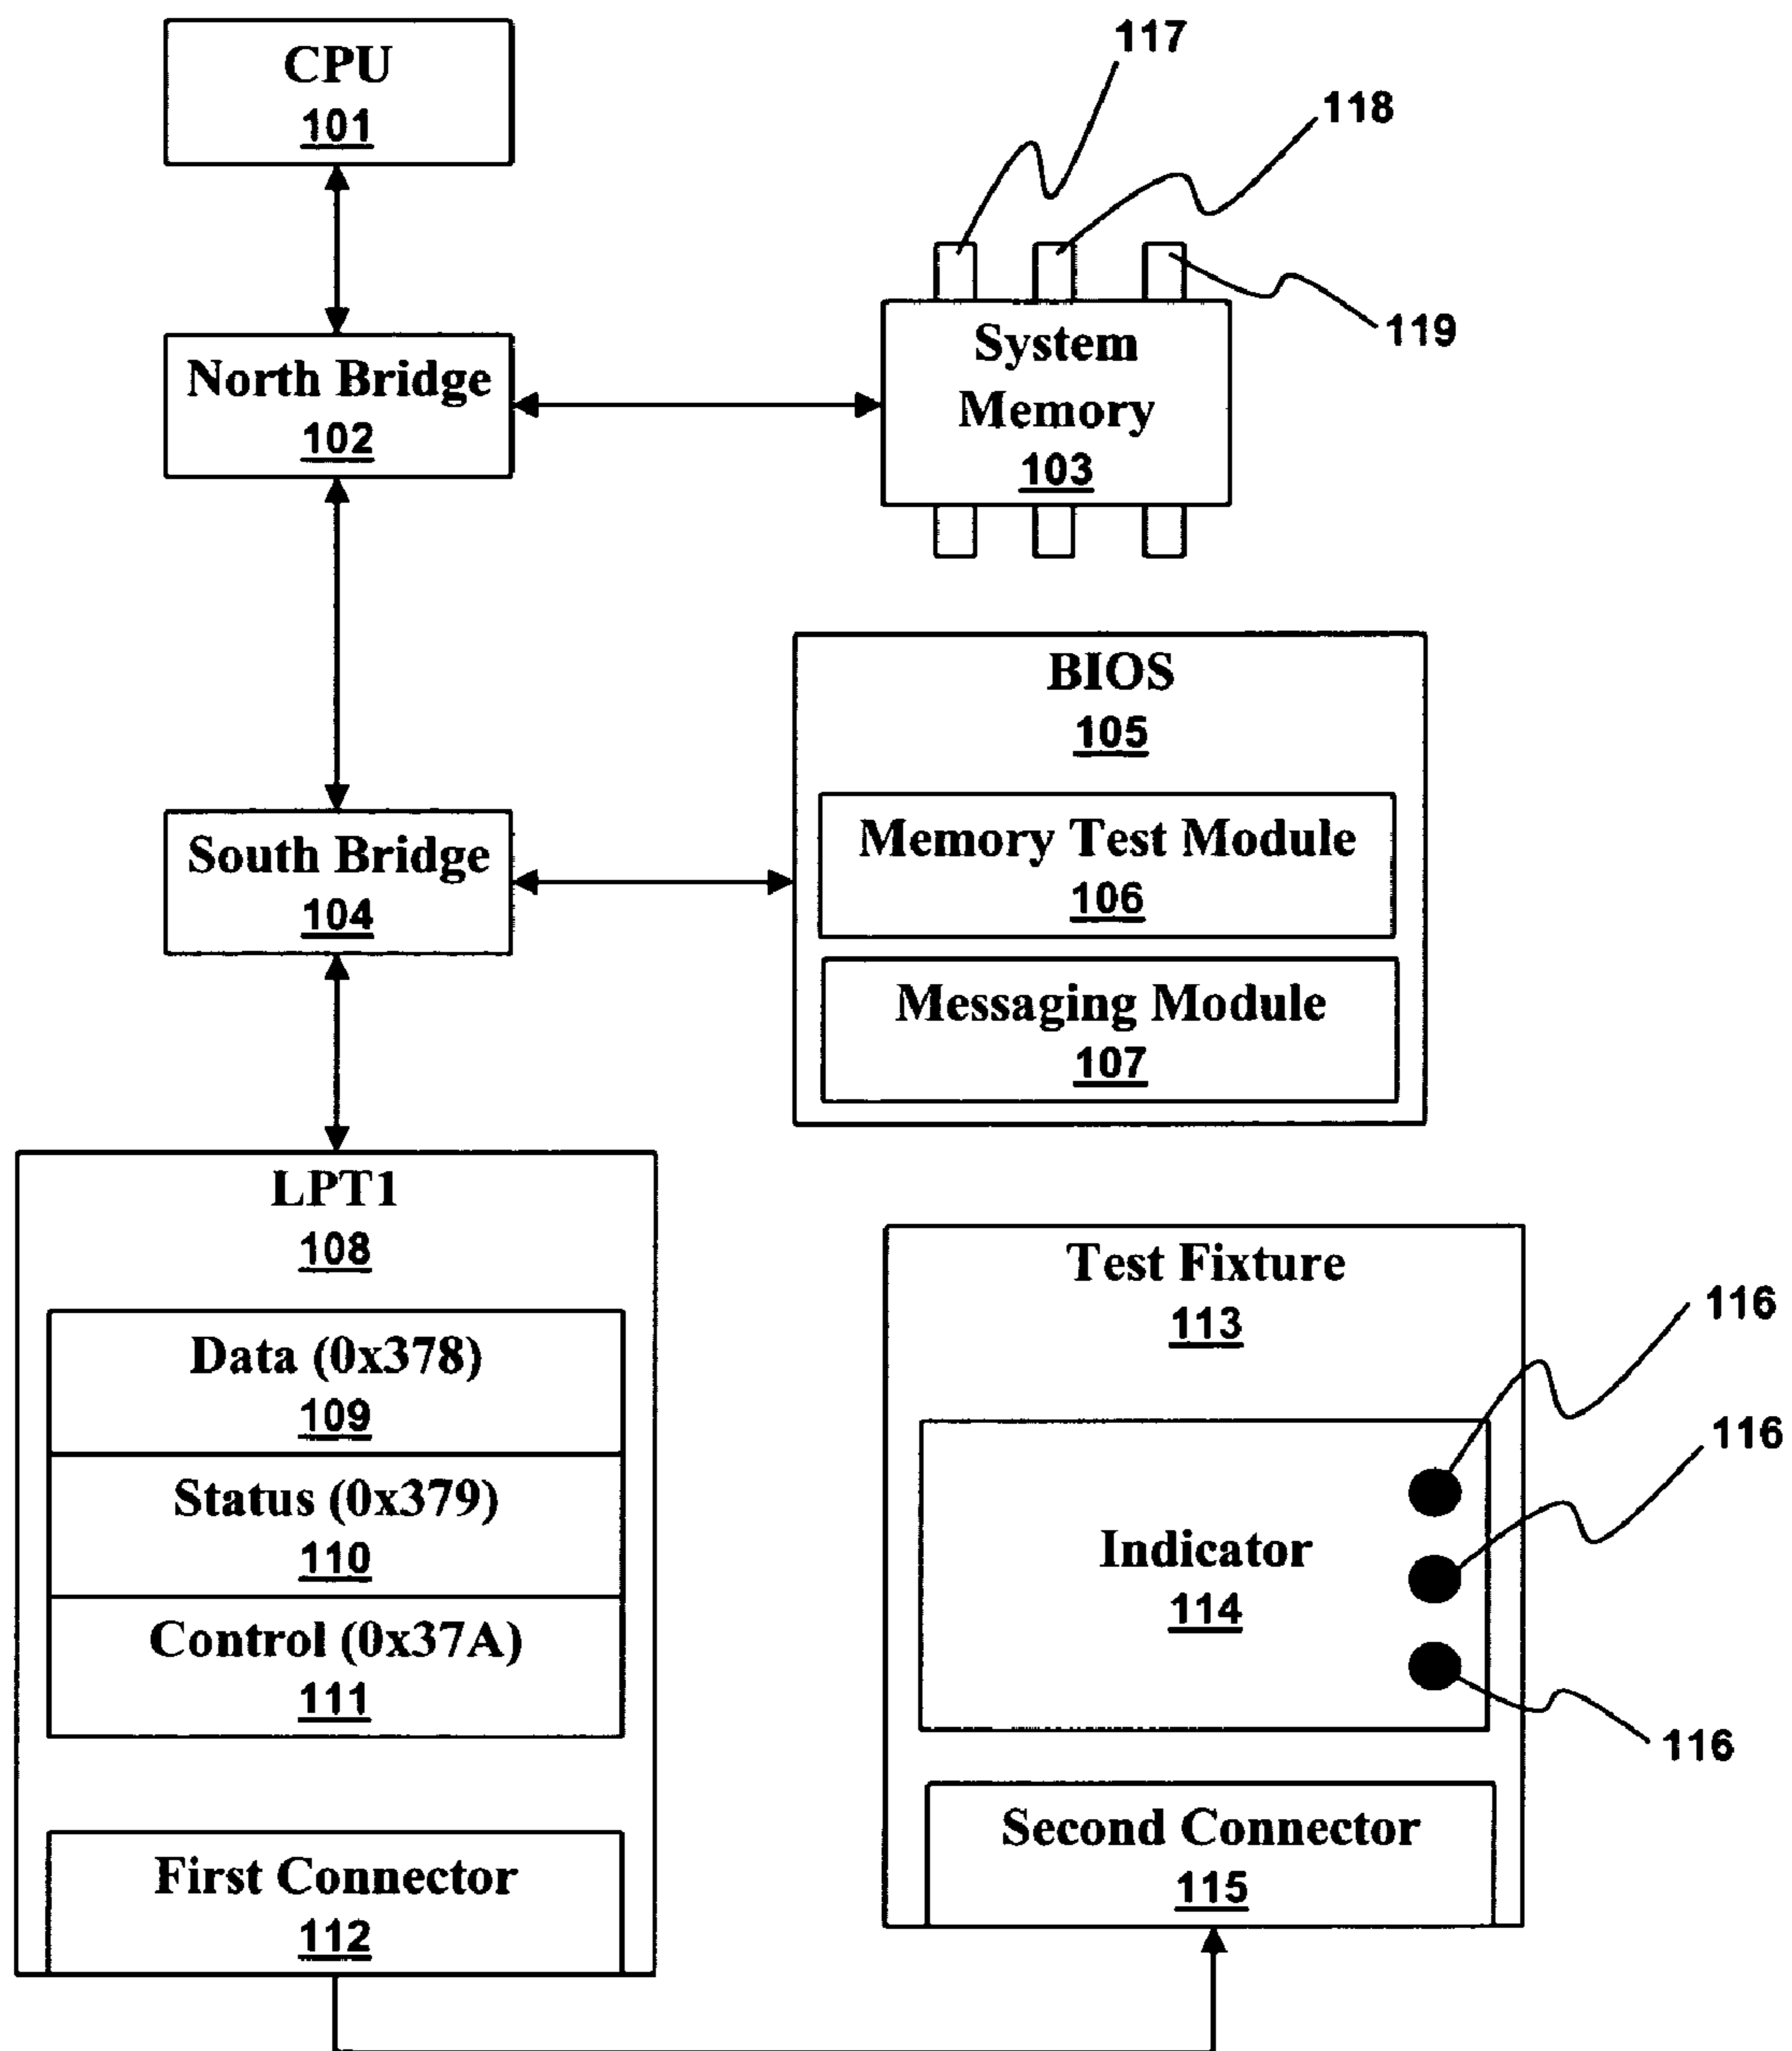 CPU
101
117
118
119
North Bridge
102
System
Memory
103
BIOS
105
Memory Test Module
106
Messaging Module
107
South Bridge
104
LPT1
108
Data (0x378)
109
Status (0x379)
110
Control (0x37A)
111
First Connector
112
Test Fixture
113
116
116
Indicator
114
116
Second Connector
115